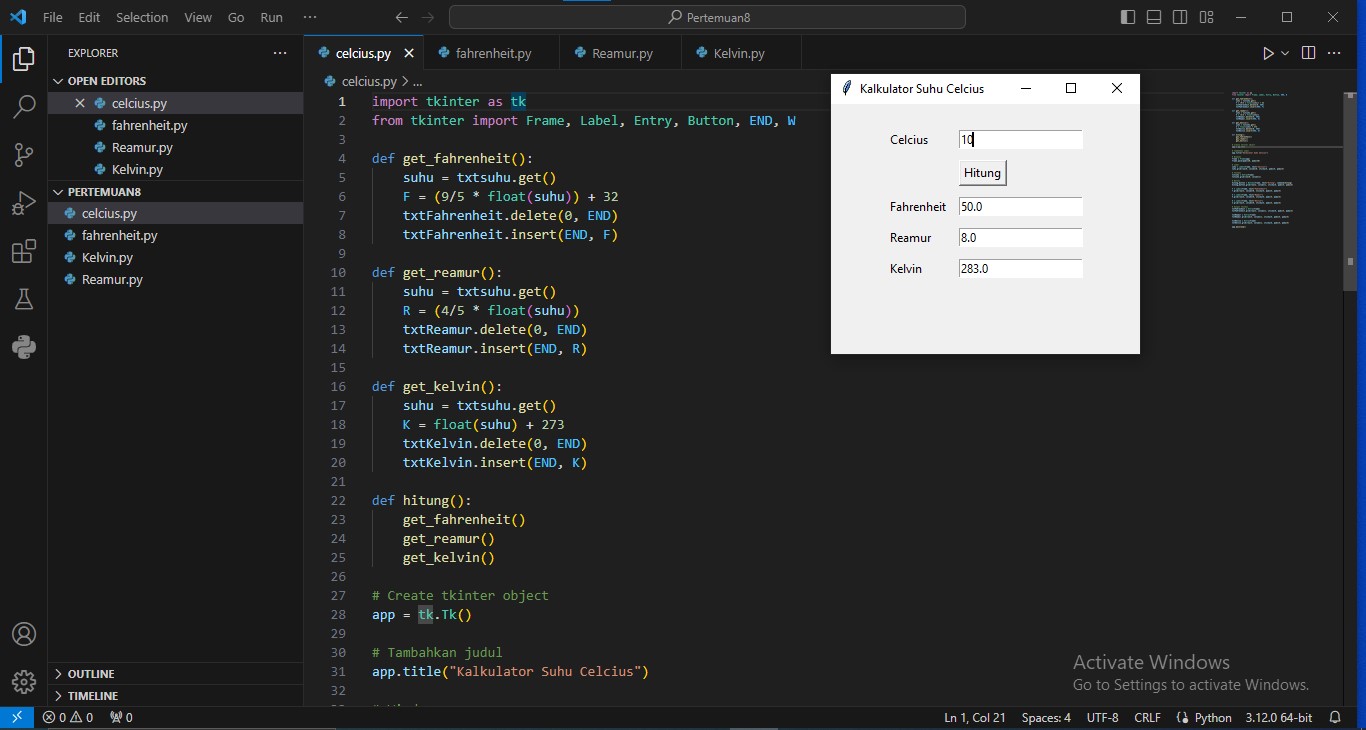 File Edit Selection View Go Run ··· Pertemuan8
EXPLORER
OPEN EDITORS
celcius.py
fahrenheit.py
Reamur.py
Kelvin.py
PERTEMUAN8
celcius.py
fahrenheit.py
Kelvin.py
Reamur.py
OUTLINE
TIMELINE
celcius.py fahrenheit.py Reamur.py Kelvin.py
celcius.py > ...
1 import tkinter as tk
2 from tkinter import Frame, Label, Entry, Button, END, W
3
4 def get_fahrenheit():
5 suhu = txtsuhu.get()
6 F = (9/5 * float(suhu)) + 32
7 txtFahrenheit.delete(0, END)
8 txtFahrenheit.insert(END, F)
9
10 def get_reamur():
11 suhu = txtsuhu.get()
12 R = (4/5 * float(suhu))
13 txtReamur.delete(0, END)
14 txtReamur.insert(END, R)
15
16 def get_kelvin():
17 suhu = txtsuhu.get()
18 K = float(suhu) + 273
19 txtKelvin.delete(0, END)
20 txtKelvin.insert(END, K)
21
22 def hitung():
23 get_fahrenheit()
24 get_reamur()
25 get_kelvin()
26
27 # Create tkinter object
28 app = tk.Tk()
29
30 # Tambahkan judul
31 app.title("Kalkulator Suhu Celcius")
32
Kalkulator Suhu Celcius
Celcius 10
Hitung
Fahrenheit 50.0
Reamur 8.0
Kelvin 283.0
Activate Windows
Go to Settings to activate Windows.
0 0 0 Ln 1, Col 21 Spaces: 4 UTF-8 CRLF Python 3.12.0 64-bit